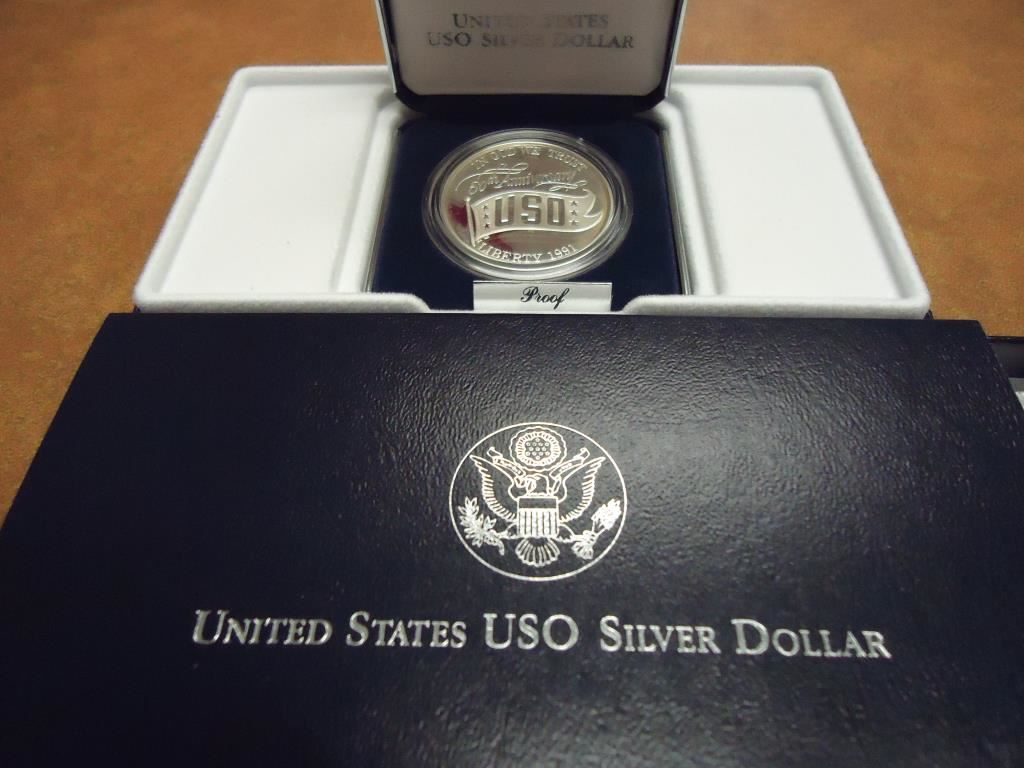 UNITED STATES
USO SILVER DOLLAR
IN GOD WE TRUST
50th Anniversary
USO
LIBERTY 1991
Proof
UNITED STATES USO SILVER DOLLAR